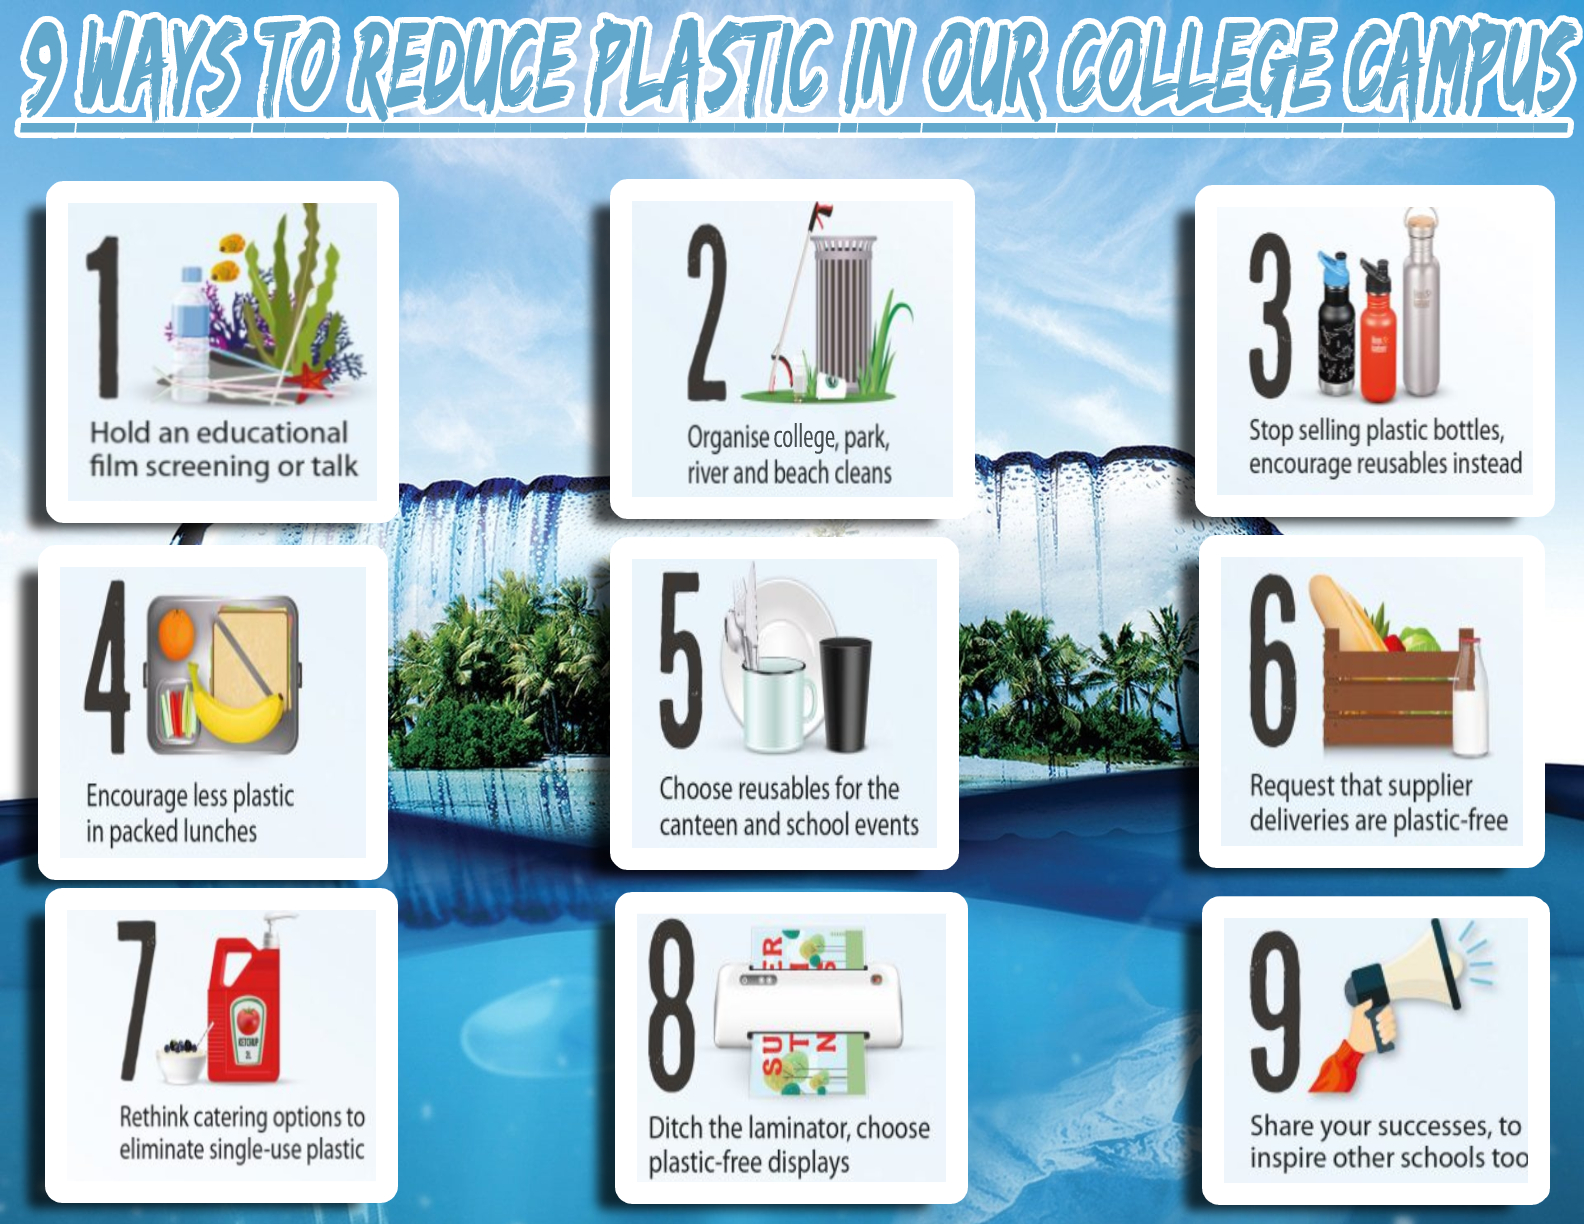 9 WAYS TO REDUCE PLASTIC IN OUR COLLEGE CAMPUS
1
Hold an educational
film screening or talk
2
Organise college, park,
river and beach cleans
3
Stop selling plastic bottles,
encourage reusables instead
4
Encourage less plastic
in packed lunches
5
Choose reusables for the
canteen and school events
6
Request that supplier
deliveries are plastic-free
7
KETCHUP
2L
Rethink catering options to
eliminate single-use plastic
8
Ditch the laminator, choose
plastic-free displays
9
Share your successes, to
inspire other schools too